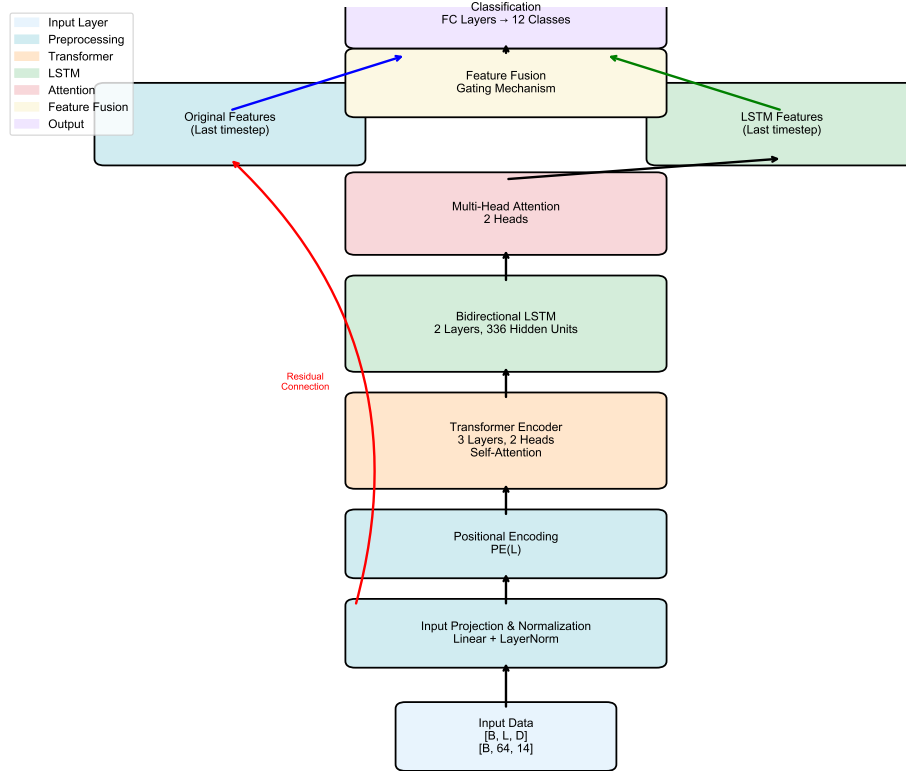 Input Layer
Preprocessing
Transformer
LSTM
Attention
Feature Fusion
Output
Classification
FC Layers → 12 Classes
Feature Fusion
Gating Mechanism
Original Features
(Last timestep)
LSTM Features
(Last timestep)
Multi-Head Attention
2 Heads
Bidirectional LSTM
2 Layers, 336 Hidden Units
Residual
Connection
Transformer Encoder
3 Layers, 2 Heads
Self-Attention
Positional Encoding
PE(L)
Input Projection & Normalization
Linear + LayerNorm
Input Data
[B, L, D]
[B, 64, 14]